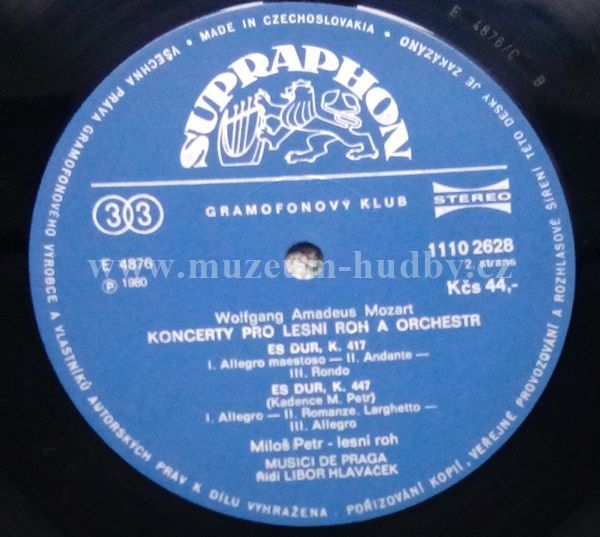 MADE IN CZECHOSLOVAKIA •
VŠECHNA PRÁVA GRAMOFONOVÉHO VÝROBCE A VLASTNÍKŮ AUTORSKÝCH PRÁV K DÍLU VYHRAŽENA. POŘIZOVÁNÍ KOPIÍ, VEŘEJNÉ PROVOZOVÁNÍ A ROZHLASOVÉ ŠÍŘENÍ TÉTO DESKY JE ZAKÁZÁNO
E 4876/C B
SUPRAPHON
33
GRAMOFONOVÝ KLUB
STEREO
E 4876
1110 2628
2. strana
℗ 1980
Kčs 44,-
www.muzeum-hudby.cz
Wolfgang Amadeus Mozart
KONCERTY PRO LESNÍ ROH A ORCHESTR
ES DUR, K. 417
I. Allegro maestoso — II. Andante —
III. Rondo
ES DUR, K. 447
(Kadence M. Petr)
I. Allegro — II. Romanze. Larghetto —
III. Allegro
Miloš Petr - lesní roh
MUSICI DE PRAGA
Řídí LIBOR HLAVÁČEK